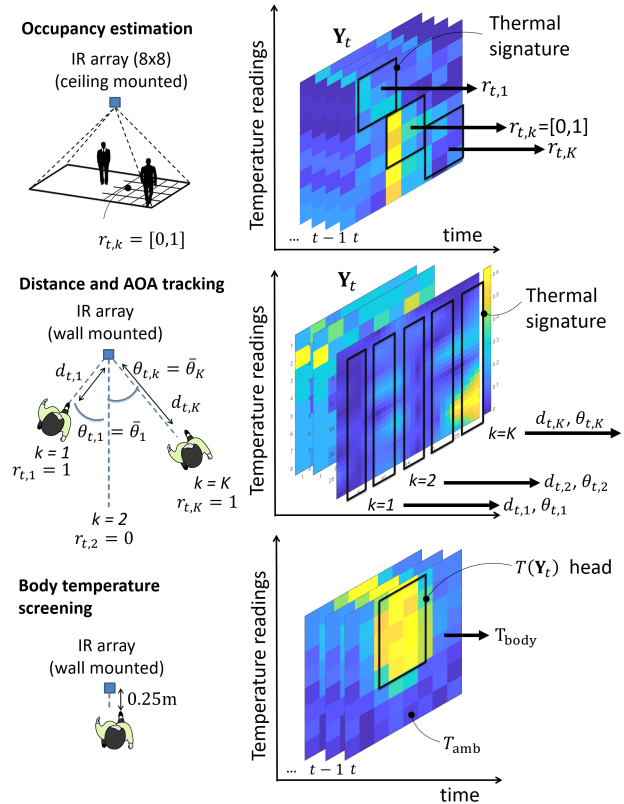 Occupancy estimation
IR array (8x8)
(ceiling mounted)
r_{t,k} = [0,1]
Temperature readings
Y_t
Thermal
signature
r_{t,1}
r_{t,k}=[0,1]
r_{t,K}
... t − 1 t
time
Distance and AOA tracking
IR array
(wall mounted)
d_{t,1}
θ_{t,k} = θ̄_K
d_{t,K}
θ_{t,1} = θ̄_1
k = 1
r_{t,1} = 1
k = K
r_{t,K} = 1
k = 2
r_{t,2} = 0
Temperature readings
Y_t
Thermal
signature
k=K
d_{t,K}, θ_{t,K}
k=2
d_{t,2}, θ_{t,2}
k=1
d_{t,1}, θ_{t,1}
Body temperature
screening
IR array
(wall mounted)
0.25m
Temperature readings
T(Y_t) head
T_body
T_amb
... t − 1 t
time